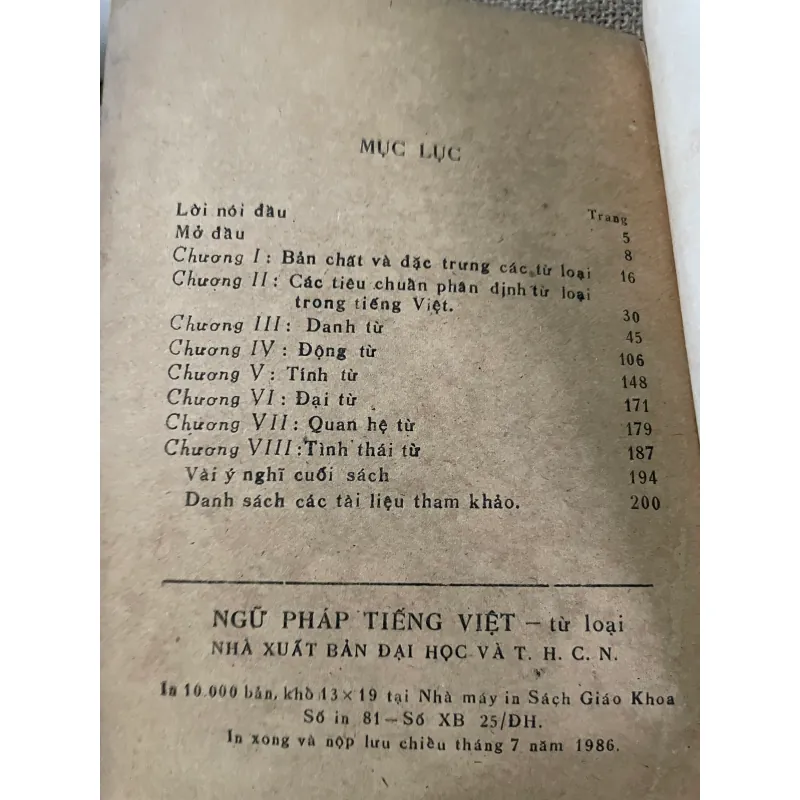 MỤC LỤC
Trang
Lời nói đầu 5
Mở đầu 8
Chương I: Bản chất và đặc trưng các từ loại 16
Chương II: Các tiêu chuẩn phân định từ loại
trong tiếng Việt. 30
Chương III: Danh từ 45
Chương IV: Động từ 106
Chương V: Tính từ 148
Chương VI: Đại từ 171
Chương VII: Quan hệ từ 179
Chương VIII: Tình thái từ 187
Vài ý nghĩ cuối sách 194
Danh sách các tài liệu tham khảo. 200
NGỮ PHÁP TIẾNG VIỆT – từ loại
NHÀ XUẤT BẢN ĐẠI HỌC VÀ T. H. C. N.
In 10.000 bản, khổ 13×19 tại Nhà máy in Sách Giáo Khoa
Số in 81 – Số XB 25/ĐH.
In xong và nộp lưu chiều tháng 7 năm 1986.